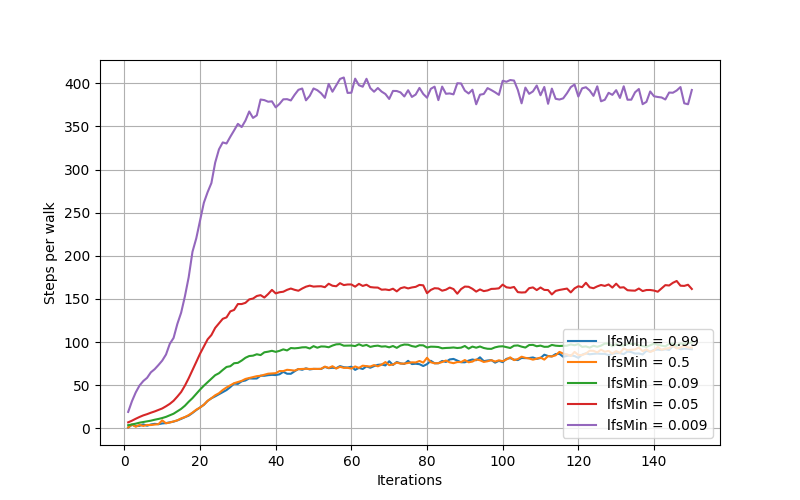 400
350
300
250
200
150
100
50
0
Steps per walk
lfsMin = 0.99
lfsMin = 0.5
lfsMin = 0.09
lfsMin = 0.05
lfsMin = 0.009
0 20 40 60 80 100 120 140
Iterations